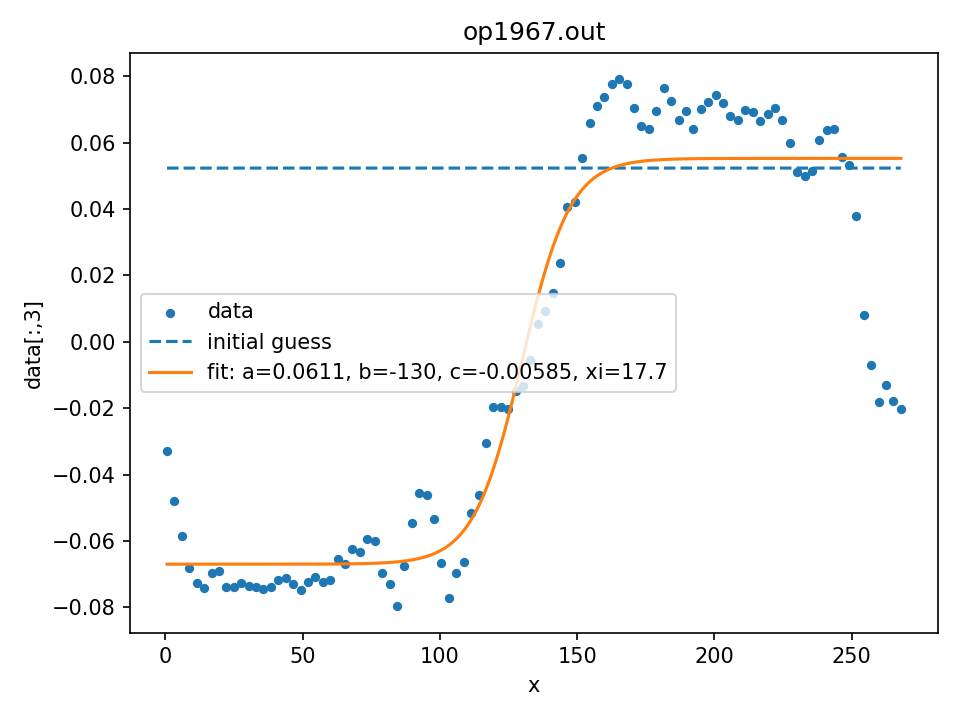 op1967.out
0.08
0.06
0.04
0.02
0.00
−0.02
−0.04
−0.06
−0.08
data[:,3]
data
initial guess
fit: a=0.0611, b=-130, c=-0.00585, xi=17.7
0 50 100 150 200 250
x